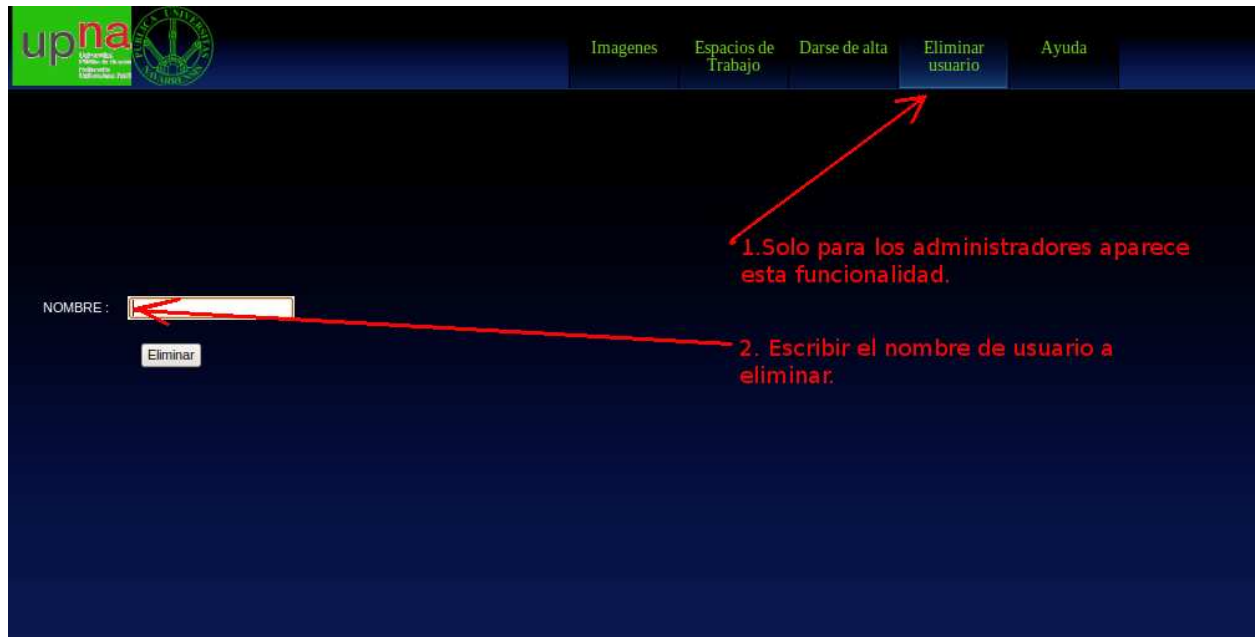 upna
Imagenes
Espacios de
Trabajo
Darse de alta
Eliminar
usuario
Ayuda
1.Solo para los administradores aparece
esta funcionalidad.
NOMBRE :
2. Escribir el nombre de usuario a
eliminar.
Eliminar